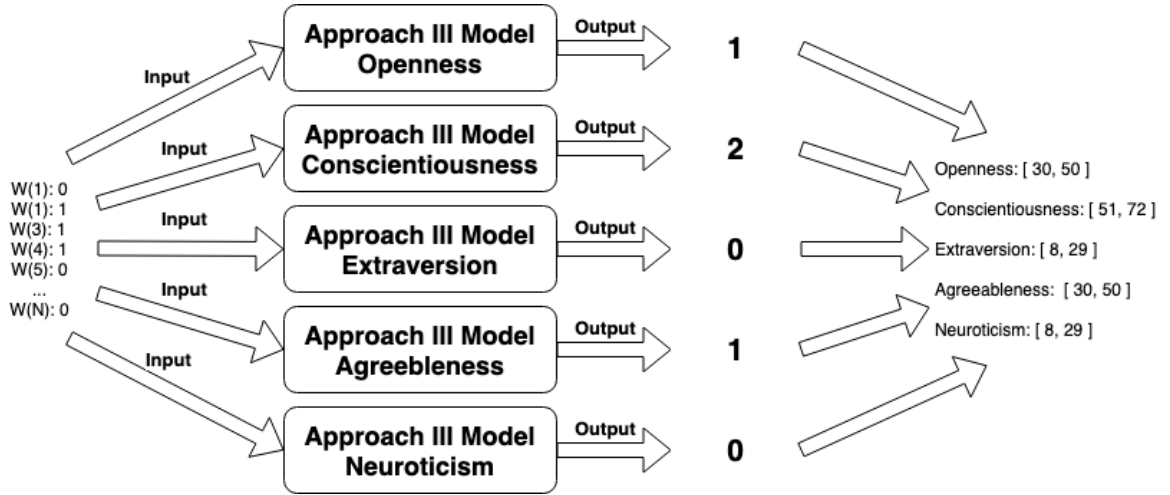 W(1): 0
W(1): 1
W(3): 1
W(4): 1
W(5): 0
...
W(N): 0
Input
Input
Input
Input
Input
Approach III Model
Openness
Approach III Model
Conscientiousness
Approach III Model
Extraversion
Approach III Model
Agreebleness
Approach III Model
Neuroticism
Output
Output
Output
Output
Output
1
2
0
1
0
Openness: [ 30, 50 ]
Conscientiousness: [ 51, 72 ]
Extraversion: [ 8, 29 ]
Agreeableness: [ 30, 50 ]
Neuroticism: [ 8, 29 ]